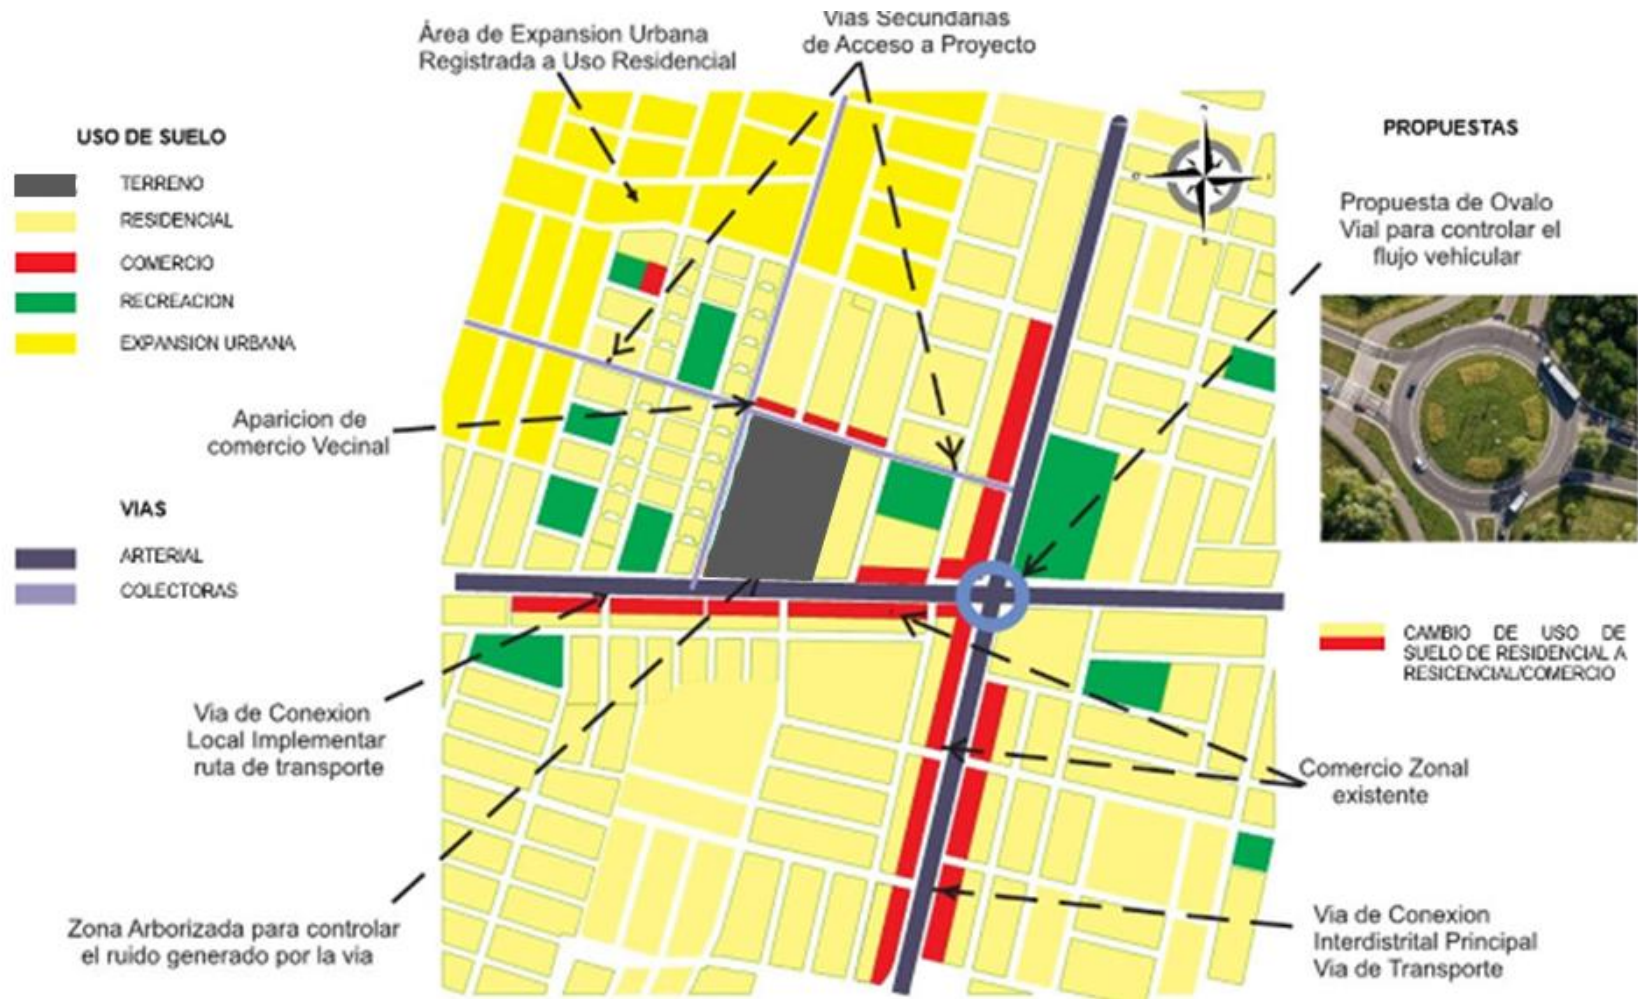 Área de Expansion Urbana
Registrada a Uso Residencial
Vias Secundarias
de Acceso a Proyecto
USO DE SUELO
TERRENO
RESIDENCIAL
COMERCIO
RECREACION
EXPANSION URBANA
Aparicion de
comercio Vecinal
VIAS
ARTERIAL
COLECTORAS
Via de Conexion
Local Implementar
ruta de transporte
Zona Arborizada para controlar
el ruido generado por la via
PROPUESTAS
Propuesta de Ovalo
Vial para controlar el
flujo vehicular
CAMBIO DE USO DE
SUELO DE RESIDENCIAL A
RESICENCIAL/COMERCIO
Comercio Zonal
existente
Via de Conexion
Interdistrital Principal
Via de Transporte